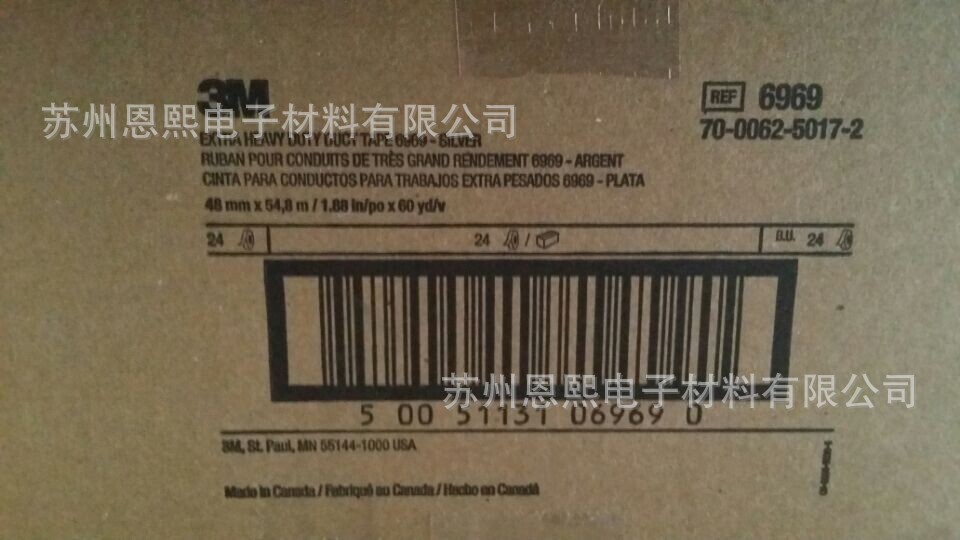 3M
REF 6969
苏州恩熙电子材料有限公司
70-0062-5017-2
EXTRA HEAVY DUTY DUCT TAPE 6969 - SILVER
RUBAN POUR CONDUITS DE TRÈS GRAND RENDEMENT 6969 - ARGENT
CINTA PARA CONDUCTOS PARA TRABAJOS EXTRA PESADOS 6969 - PLATA
48 mm x 54,8 m / 1.88 in/po x 60 yd/v
24 24 / B.U. 24
苏州恩熙电子材料有限公司
5 00 51131 06969 0
3M, St. Paul, MN 55144-1000 USA
Made in Canada / Fabriqué au Canada / Hecho en Canadá